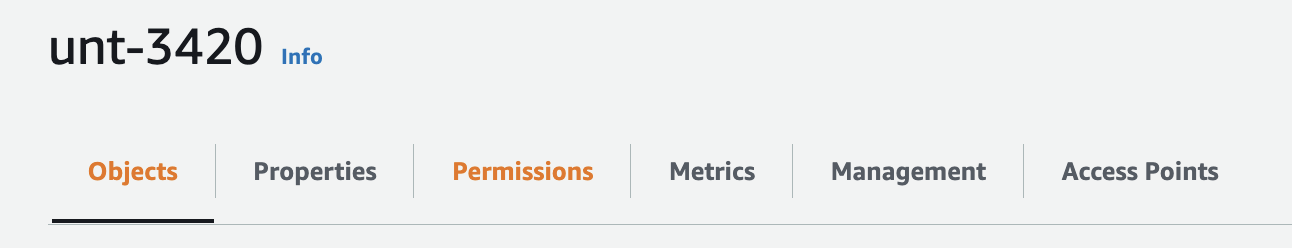 unt-3420 Info
Objects Properties Permissions Metrics Management Access Points